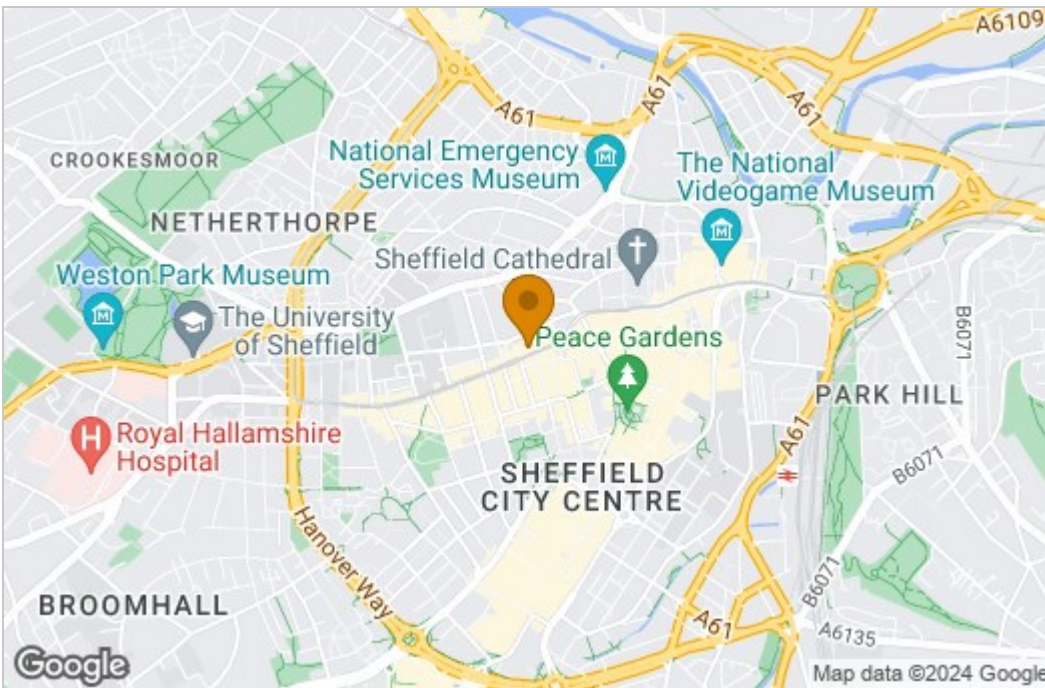 A6109
A61
A61
A61
National Emergency
Services Museum
The National
Videogame Museum
CROOKESMOOR
NETHERTHORPE
Sheffield Cathedral
Weston Park Museum
The University
of Sheffield
Peace Gardens
B6071
PARK HILL
Royal Hallamshire
Hospital
A61
B6071
SHEFFIELD
CITY CENTRE
Hanover Way
B6071
BROOMHALL
A61
A6135
Google
Map data ©2024 Google
M
M
M
H